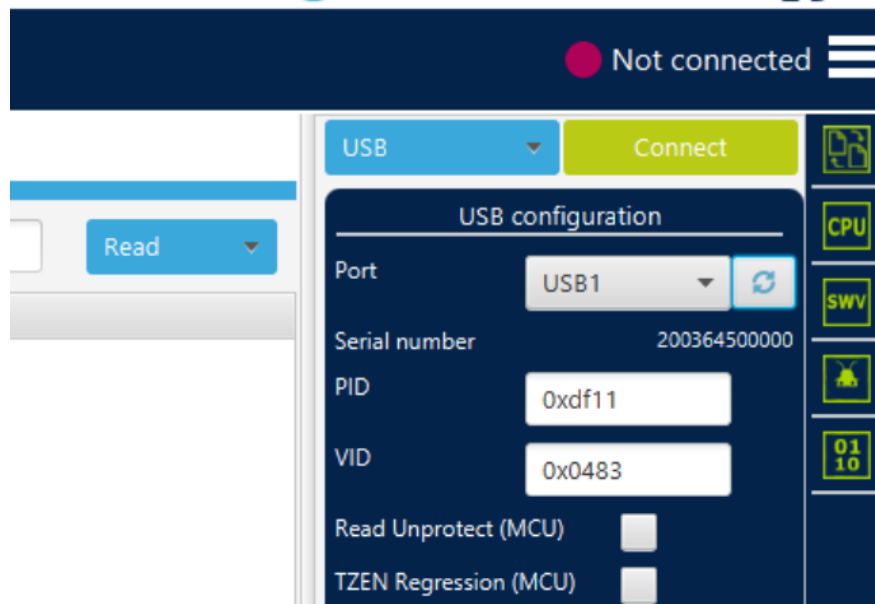 Not connected
USB
Connect
USB configuration
Read
Port
USB1
Serial number
200364500000
PID
0xdf11
VID
0x0483
Read Unprotect (MCU)
TZEN Regression (MCU)
CPU
SWV
01
10